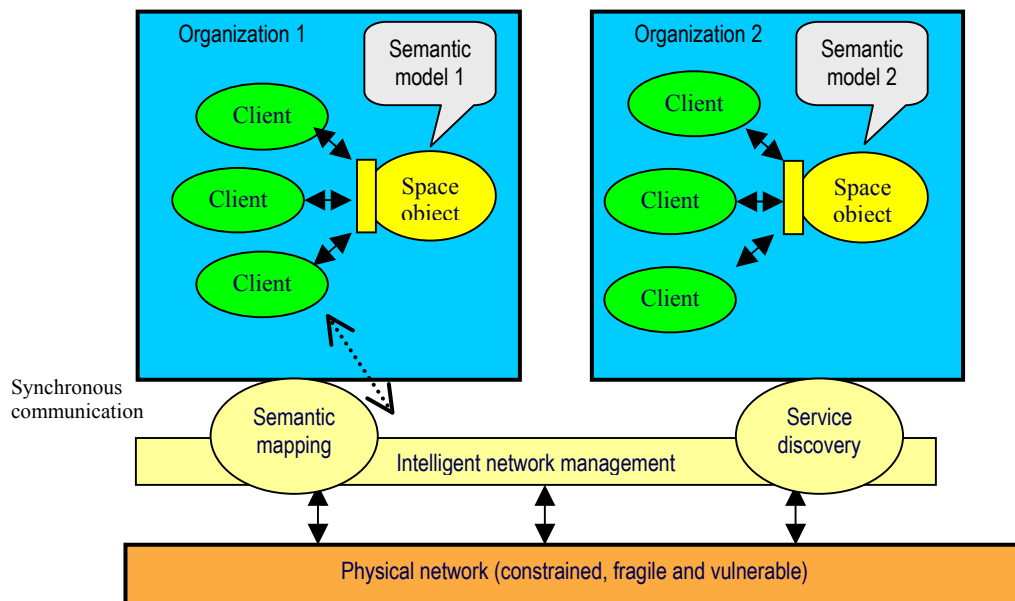 Organization 1
Semantic
model 1
Client
Client
Space
object
Client
Organization 2
Semantic
model 2
Client
Client
Space
object
Client
Synchronous
communication
Semantic
mapping
Service
discovery
Intelligent network management
Physical network (constrained, fragile and vulnerable)